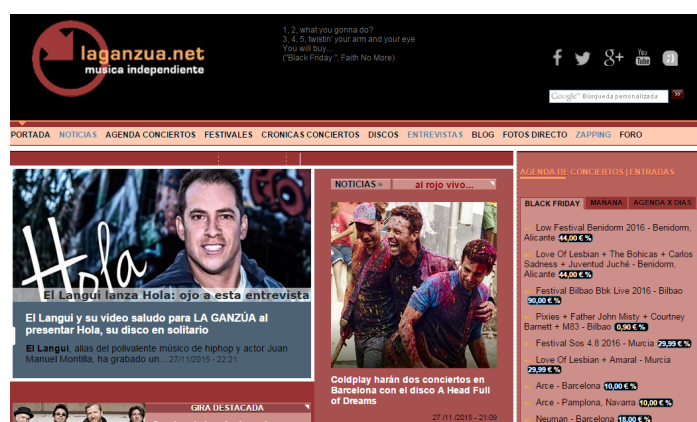 laganzua.net
musica independiente
1, 2, what you gonna do?
3, 4, 5, twistin' your arm and your eye
You will buy...
("Black Friday ", Faith No More)
f
g+
You
Tube
Google™ Búsqueda personalizada
»
PORTADA NOTICIAS AGENDA CONCIERTOS FESTIVALES CRONICAS CONCIERTOS DISCOS ENTREVISTAS BLOG FOTOS DIRECTO ZAPPING FORO
Hola
El Langui lanza Hola: ojo a esta entrevista
El Langui y su video saludo para LA GANZÚA al
presentar Hola, su disco en solitario
El Langui, alias del polivalente músico de hiphop y actor Juan
Manuel Montilla, ha grabado un... 27/11/2015 - 22:21
GIRA DESTACADA
NOTICIAS »
al rojo vivo...
Coldplay harán dos conciertos en
Barcelona con el disco A Head Full
of Dreams
27 /11 /2015 - 21:09
AGENDA DE CONCIERTOS | ENTRADAS
BLACK FRIDAY MAÑANA AGENDA X DIAS
Low Festival Benidorm 2016 - Benidorm,
Alicante 44,00 € %
Love Of Lesbian + The Bohicas + Carlos
Sadness + Juventud Juché - Benidorm,
Alicante 44,00 € %
Festival Bilbao Bbk Live 2016 - Bilbao
90,00 € %
Pixies + Father John Misty + Courtney
Barnett + M83 - Bilbao 0,90 € %
Festival Sos 4.8 2016 - Murcia 29,99 € %
Love Of Lesbian + Amaral - Murcia
29,99 € %
Arce - Barcelona 10,00 € %
Arce - Pamplona, Navarra 10,00 € %
Neuman - Barcelona 18,00 € %